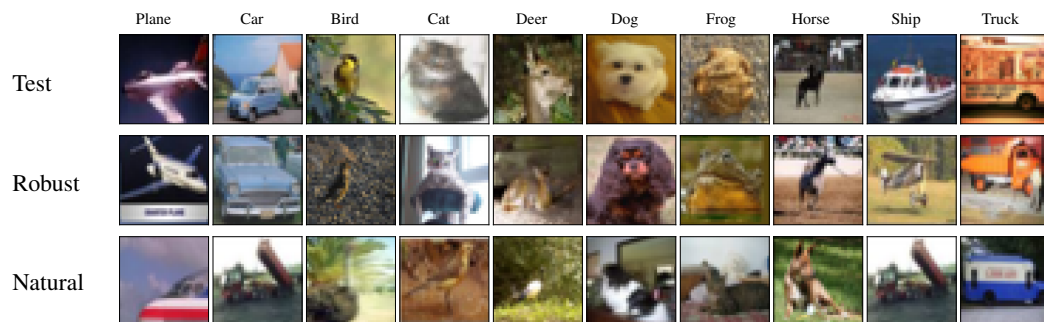 Plane Car Bird Cat Deer Dog Frog Horse Ship Truck
Test
Robust
Natural